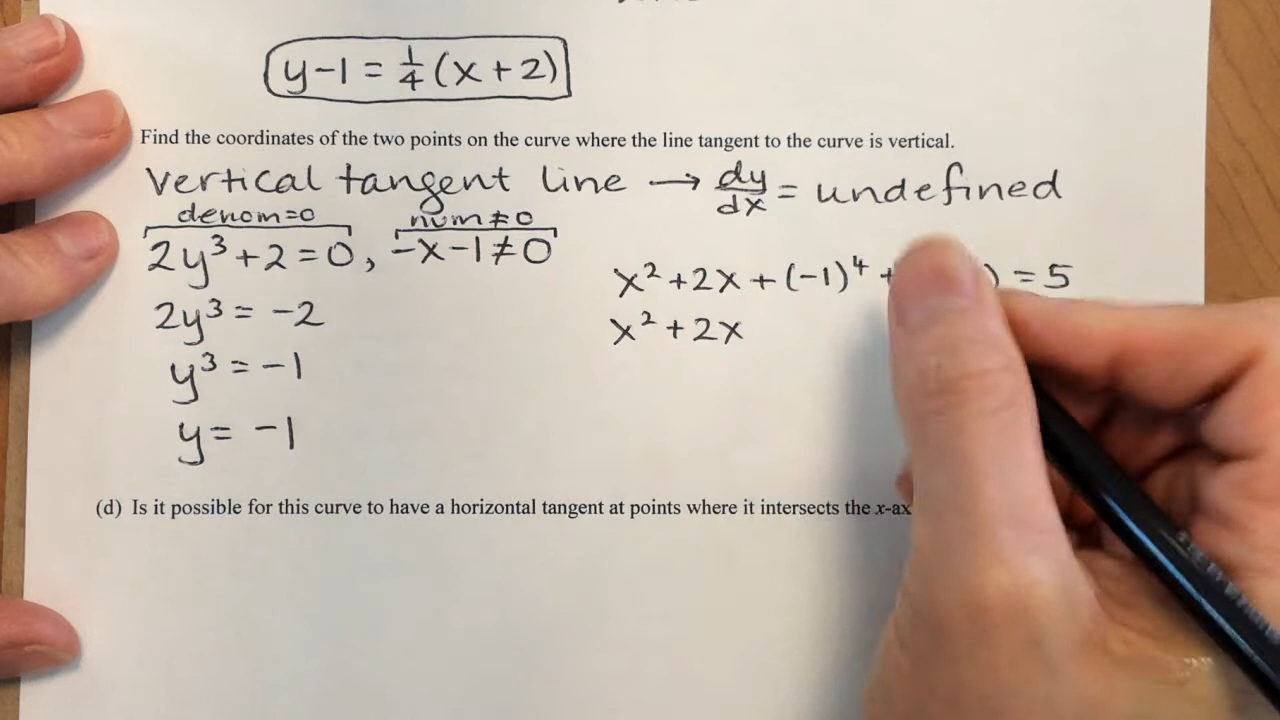 y-1 = 1/4 (x+2)
Find the coordinates of the two points on the curve where the line tangent to the curve is vertical.
Vertical tangent line → dy/dx = undefined
denom=0 num≠0
2y³+2=0, -x-1≠0
x²+2x+(-1)⁴+ ) = 5
2y³ = -2
x²+2x
y³ = -1
y = -1
(d) Is it possible for this curve to have a horizontal tangent at points where it intersects the x-ax